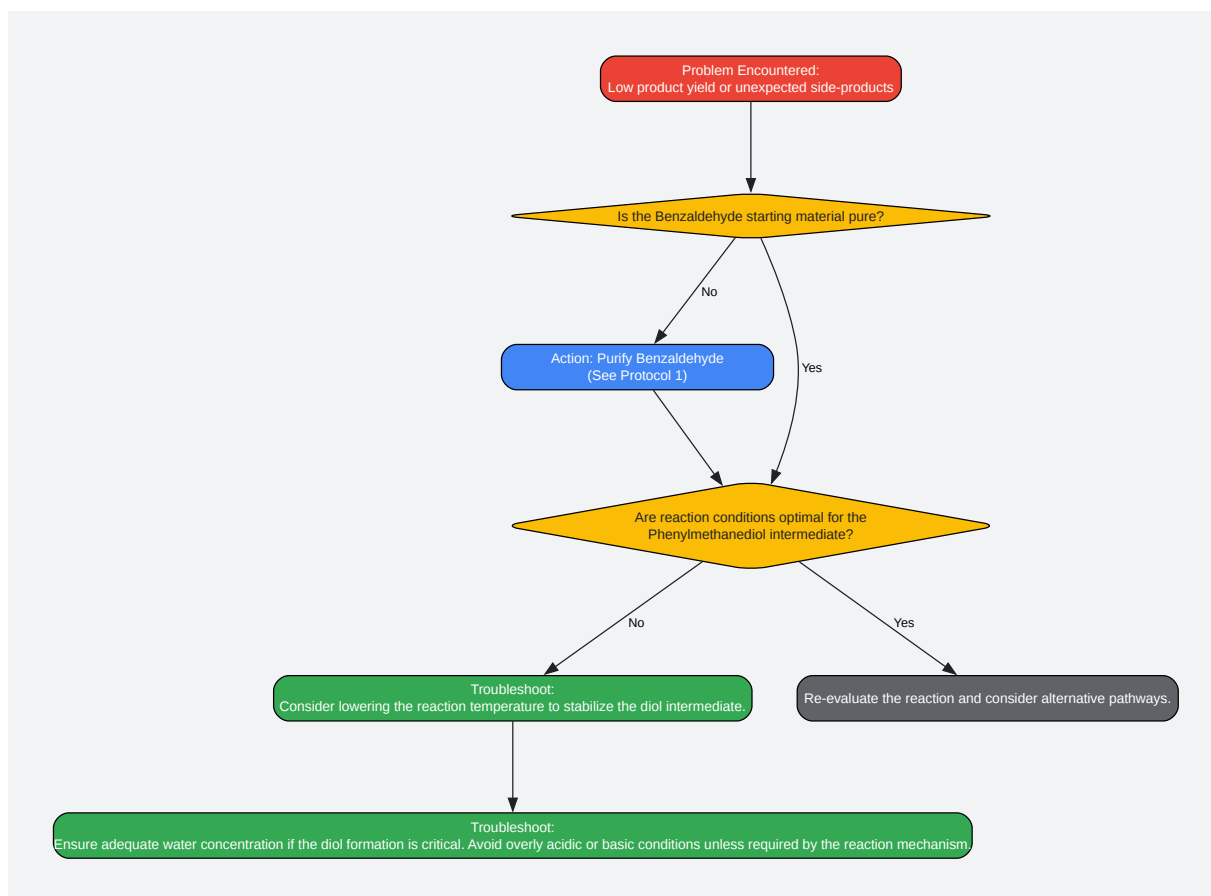 Problem Encountered:
Low product yield or unexpected side-products
Is the Benzaldehyde starting material pure?
No
Action: Purify Benzaldehyde
(See Protocol 1)
Yes
Are reaction conditions optimal for the
Phenylmethanediol intermediate?
No
Yes
Troubleshoot:
Consider lowering the reaction temperature to stabilize the diol intermediate.
Re-evaluate the reaction and consider alternative pathways.
Troubleshoot:
Ensure adequate water concentration if the diol formation is critical. Avoid overly acidic or basic conditions unless required by the reaction mechanism.